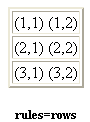 (1,1) (1,2)
(2,1) (2,2)
(3,1) (3,2)
rules=rows